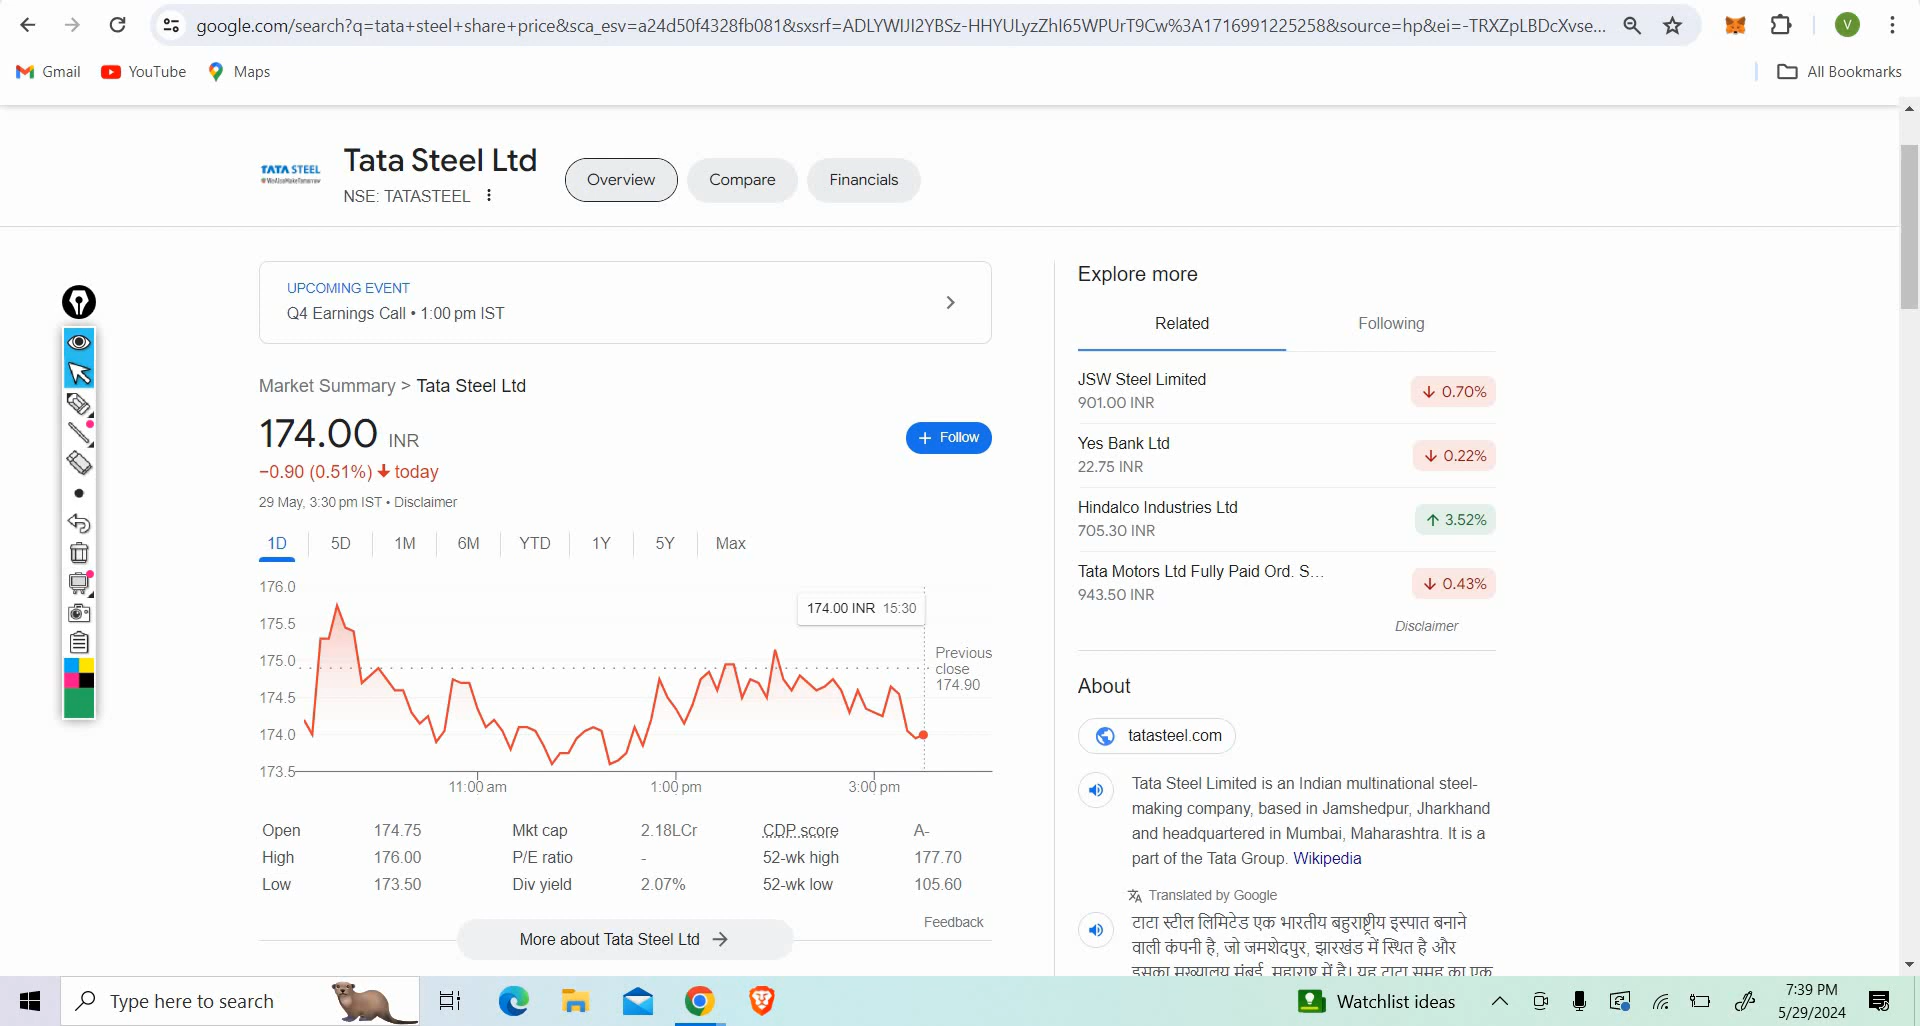 google.com/search?q=tata+steel+share+price&sca_esv=a24d50f4328fb081&sxsrf=ADLYWIJI2YBSz-HHYULyzZhI65WPUrT9Cw%3A1716991225258&source=hp&ei=-TRXZpLBDcXvse...
V
Gmail
YouTube
Maps
All Bookmarks
TATA STEEL
Tata Steel Ltd
NSE: TATASTEEL
Overview
Compare
Financials
UPCOMING EVENT
Q4 Earnings Call • 1:00 pm IST
Market Summary > Tata Steel Ltd
174.00 INR
+ Follow
−0.90 (0.51%) ↓ today
29 May, 3:30 pm IST • Disclaimer
1D 5D 1M 6M YTD 1Y 5Y Max
176.0
175.5
175.0
174.5
174.0
173.5
174.00 INR 15:30
Previous
close
174.90
11:00 am 1:00 pm 3:00 pm
Open 174.75 Mkt cap 2.18LCr CDP score A-
High 176.00 P/E ratio - 52-wk high 177.70
Low 173.50 Div yield 2.07% 52-wk low 105.60
Feedback
More about Tata Steel Ltd →
Explore more
Related Following
JSW Steel Limited
901.00 INR
↓ 0.70%
Yes Bank Ltd
22.75 INR
↓ 0.22%
Hindalco Industries Ltd
705.30 INR
↑ 3.52%
Tata Motors Ltd Fully Paid Ord. S...
943.50 INR
↓ 0.43%
Disclaimer
About
tatasteel.com
Tata Steel Limited is an Indian multinational steel-
making company, based in Jamshedpur, Jharkhand
and headquartered in Mumbai, Maharashtra. It is a
part of the Tata Group. Wikipedia
Translated by Google
टाटा स्टील लिमिटेड एक भारतीय बहुराष्ट्रीय इस्पात बनाने
वाली कंपनी है, जो जमशेदपुर, झारखंड में स्थित है और
इसका मुख्यालय मुंबई, महाराष्ट्र में है। यह टाटा समूह का एक
Type here to search
Watchlist ideas
7:39 PM
5/29/2024